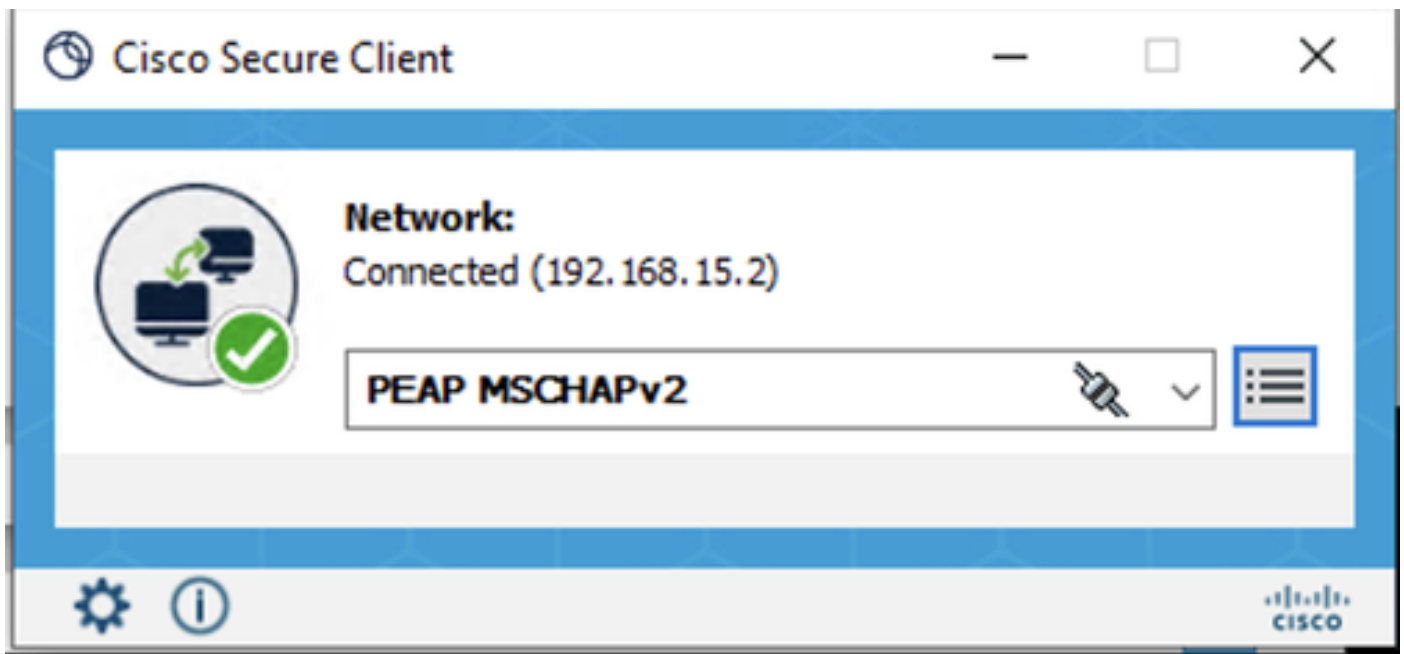 Cisco Secure Client
Network:
Connected (192.168.15.2)
PEAP MSCHAPv2
CISCO